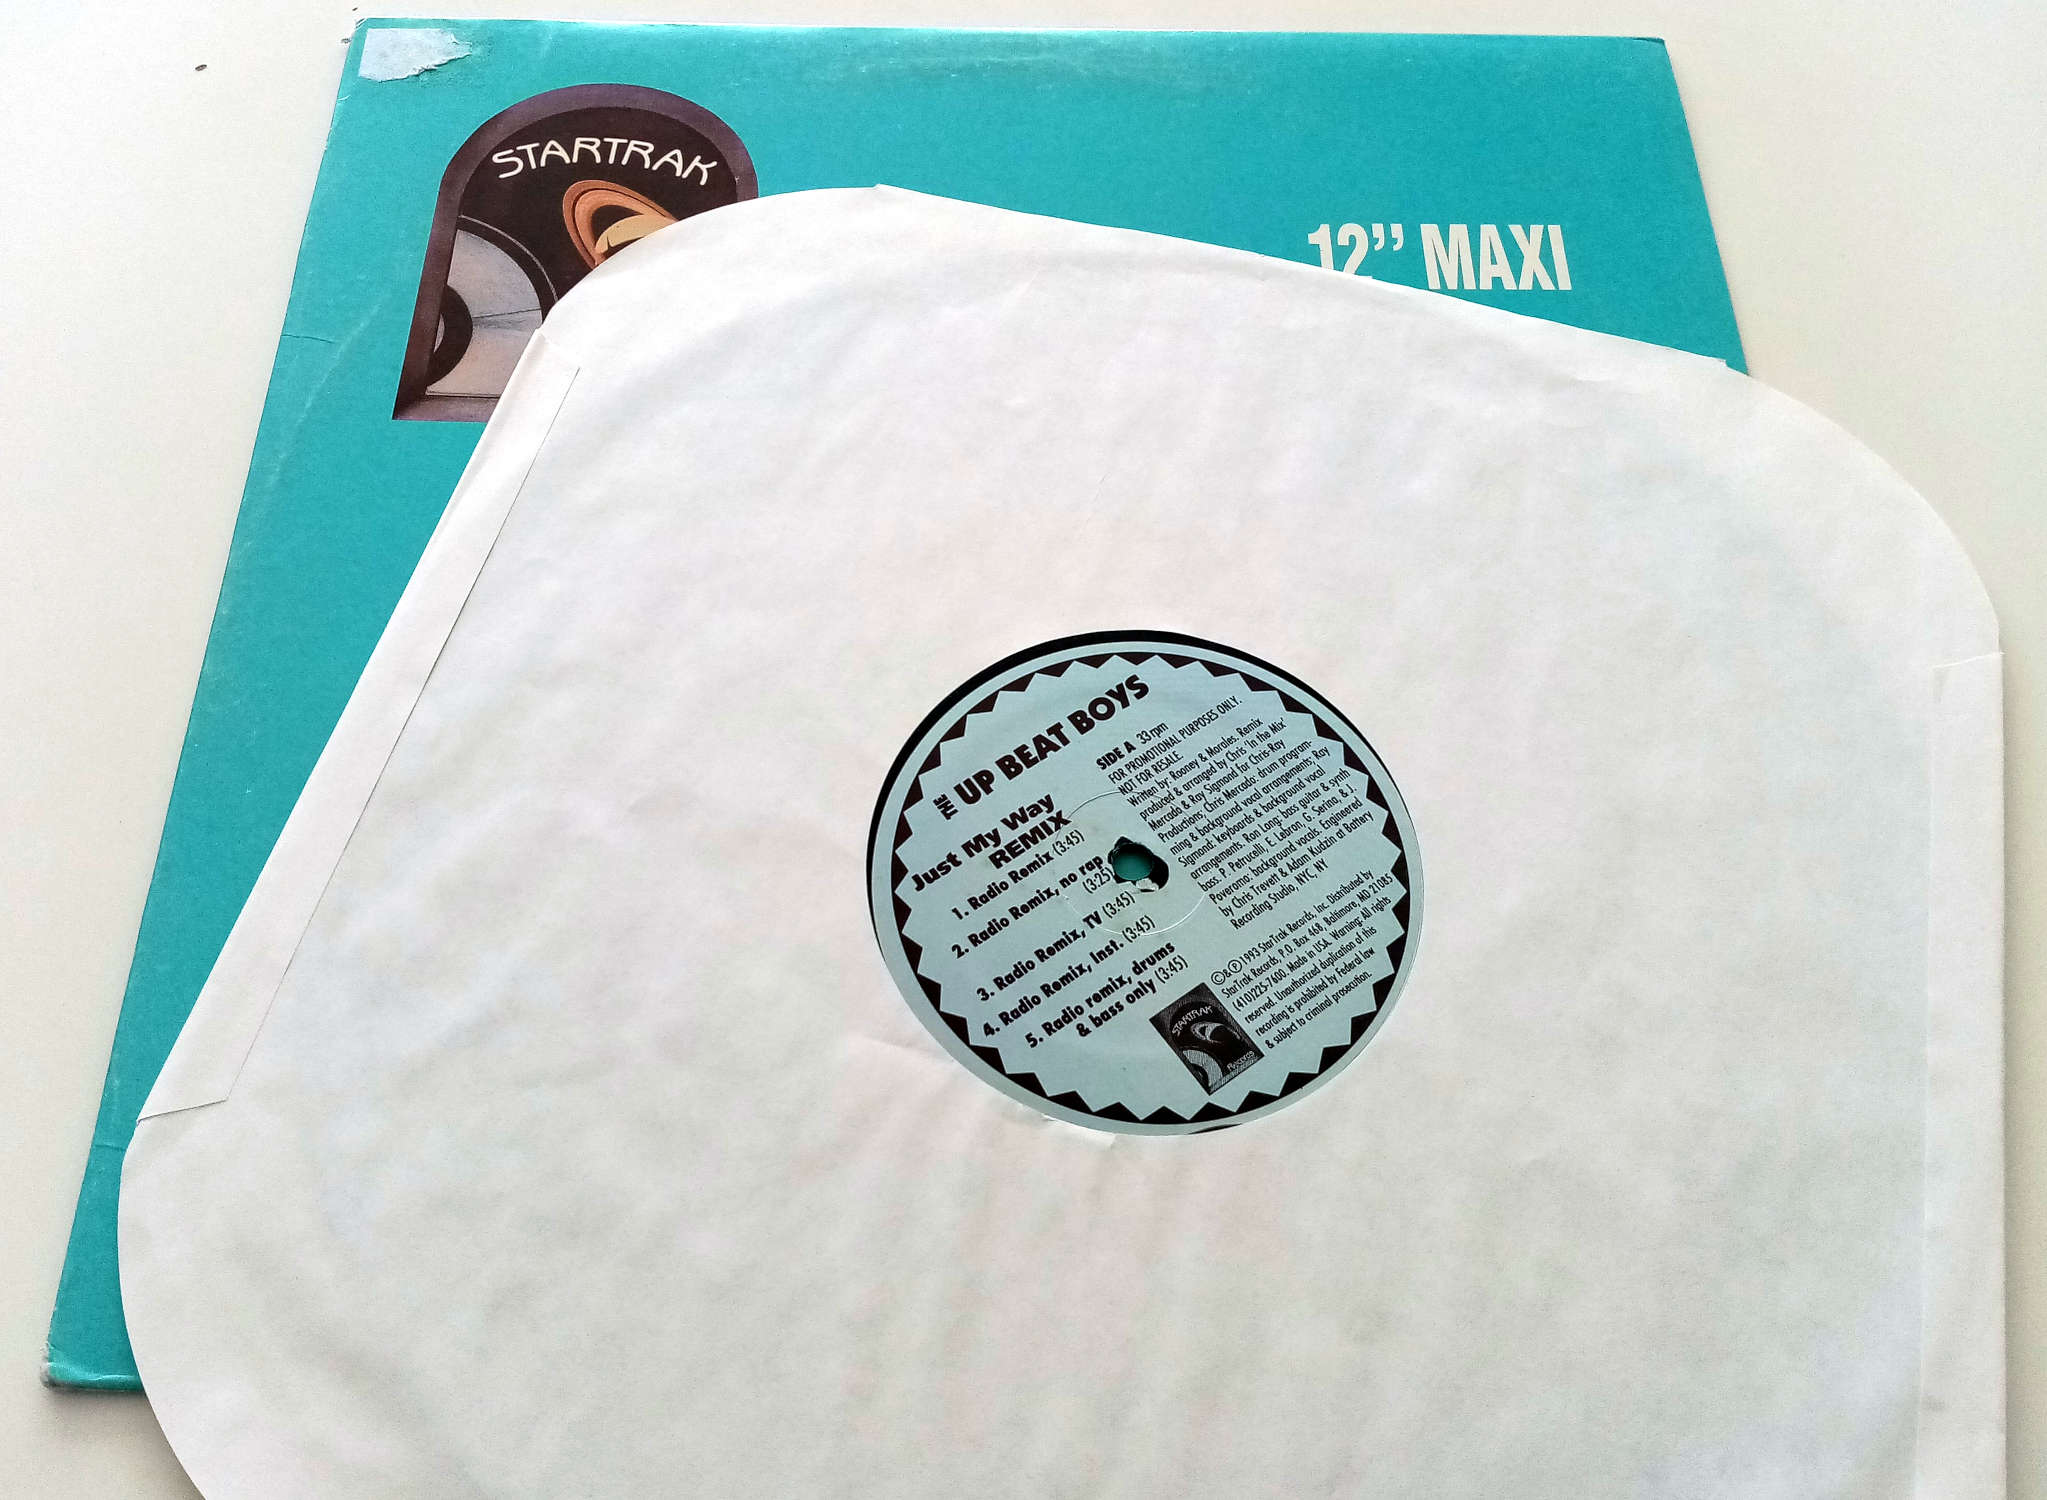 STARTRAK
12” MAXI
THE UP BEAT BOYS
Just My Way
REMIX
1. Radio Remix (3:45)
2. Radio Remix, no rap
(3:25)
3. Radio Remix, TV (3:45)
4. Radio Remix, Inst. (3:45)
5. Radio remix, drums
& bass only (3:45)
SIDE A 33 rpm
FOR PROMOTIONAL PURPOSES ONLY.
NOT FOR RESALE
Written by: Rooney & Morales. Remix
produced & arranged by Chris 'In the Mix'
Mercado & Ray Sigmond for Chris-Ray
Productions; Chris Mercado: drum program-
ming & background vocal arrangements; Ray
Sigmond: keyboards & background vocal
arrangements. Ron Long: bass guitar & synth
bass. P. Petrucelli, E. Lebron, G. Serina, & J.
Poveramo: background vocals. Engineered
by Chris Trevett & Adam Kudzin at Battery
Recording Studio, NYC, NY
©&℗1993 StarTrak Records, Inc. Distributed by
StarTrak Records, P.O. Box 468, Baltimore, MD 21085
(410)225-7600. Made in USA. Warning: All rights
reserved. Unauthorized duplication of this
recording is prohibited by Federal law
& subject to criminal prosecution.
STARTRAK
Records